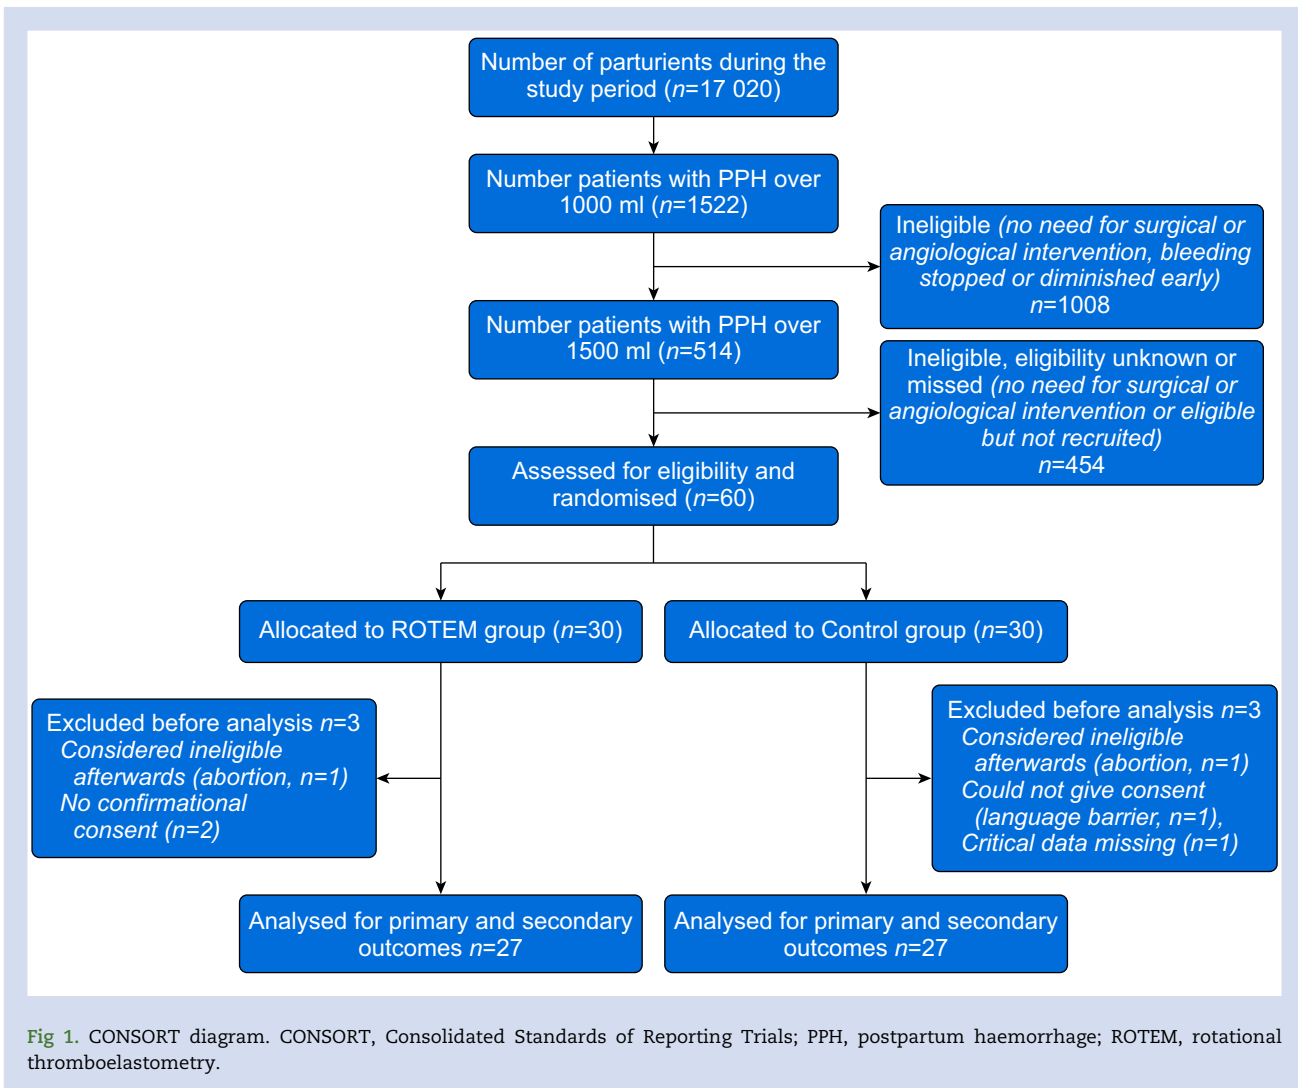 Number of parturients during the
study period (n=17 020)
Number patients with PPH over
1000 ml (n=1522)
Ineligible (no need for surgical or
angiological intervention, bleeding
stopped or diminished early)
n=1008
Number patients with PPH over
1500 ml (n=514)
Ineligible, eligibility unknown or
missed (no need for surgical or
angiological intervention or eligible
but not recruited)
n=454
Assessed for eligibility and
randomised (n=60)
Allocated to ROTEM group (n=30)
Allocated to Control group (n=30)
Excluded before analysis n=3
Considered ineligible
afterwards (abortion, n=1)
No confirmational
consent (n=2)
Excluded before analysis n=3
Considered ineligible
afterwards (abortion, n=1)
Could not give consent
(language barrier, n=1),
Critical data missing (n=1)
Analysed for primary and secondary
outcomes n=27
Analysed for primary and secondary
outcomes n=27
Fig 1. CONSORT diagram. CONSORT, Consolidated Standards of Reporting Trials; PPH, postpartum haemorrhage; ROTEM, rotational
thromboelastometry.